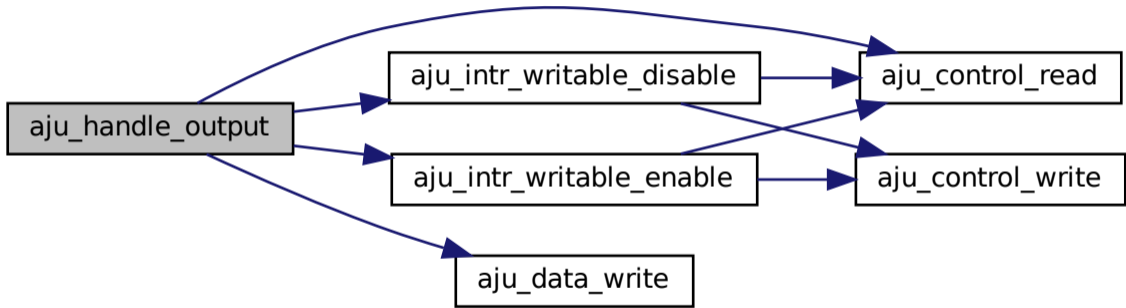 aju_handle_output
aju_intr_writable_disable
aju_control_read
aju_intr_writable_enable
aju_control_write
aju_data_write